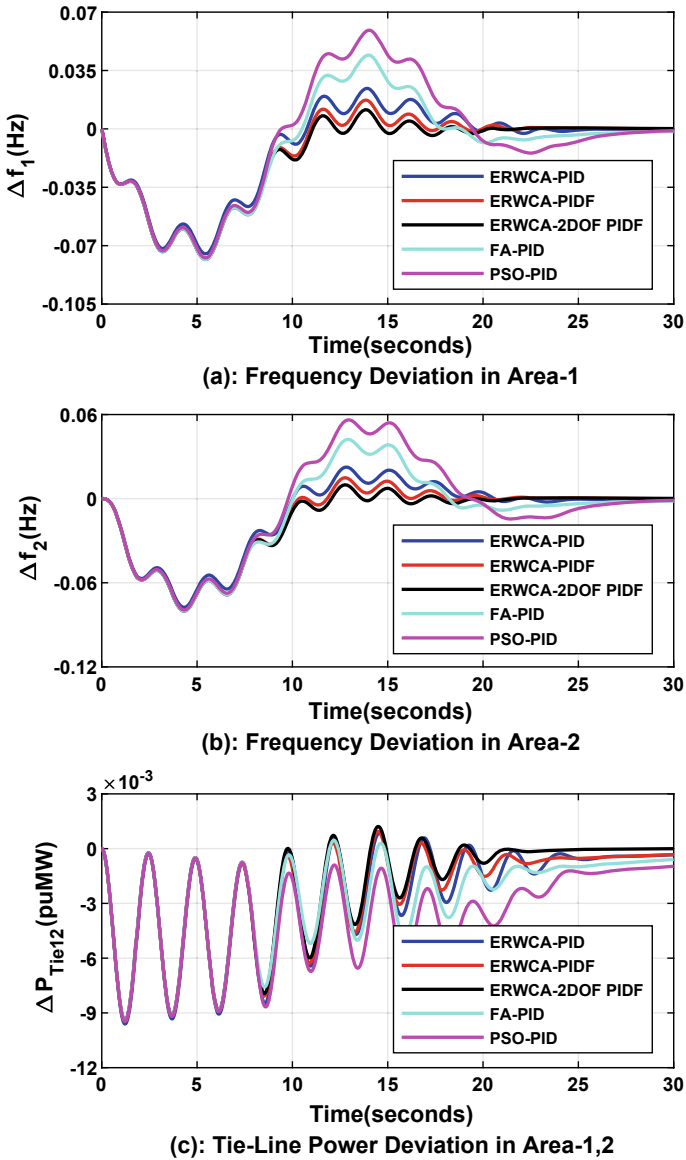 0.07
0.035
0
-0.035
-0.07
-0.105
Δf1(Hz)
ERWCA-PID
ERWCA-PIDF
ERWCA-2DOF PIDF
FA-PID
PSO-PID
0 5 10 15 20 25 30
Time(seconds)
(a): Frequency Deviation in Area-1
0.06
0
-0.06
-0.12
Δf2(Hz)
ERWCA-PID
ERWCA-PIDF
ERWCA-2DOF PIDF
FA-PID
PSO-PID
0 5 10 15 20 25 30
Time(seconds)
(b): Frequency Deviation in Area-2
×10-3
3
0
-3
-6
-9
-12
ΔPTie12(puMW)
ERWCA-PID
ERWCA-PIDF
ERWCA-2DOF PIDF
FA-PID
PSO-PID
0 5 10 15 20 25 30
Time(seconds)
(c): Tie-Line Power Deviation in Area-1,2